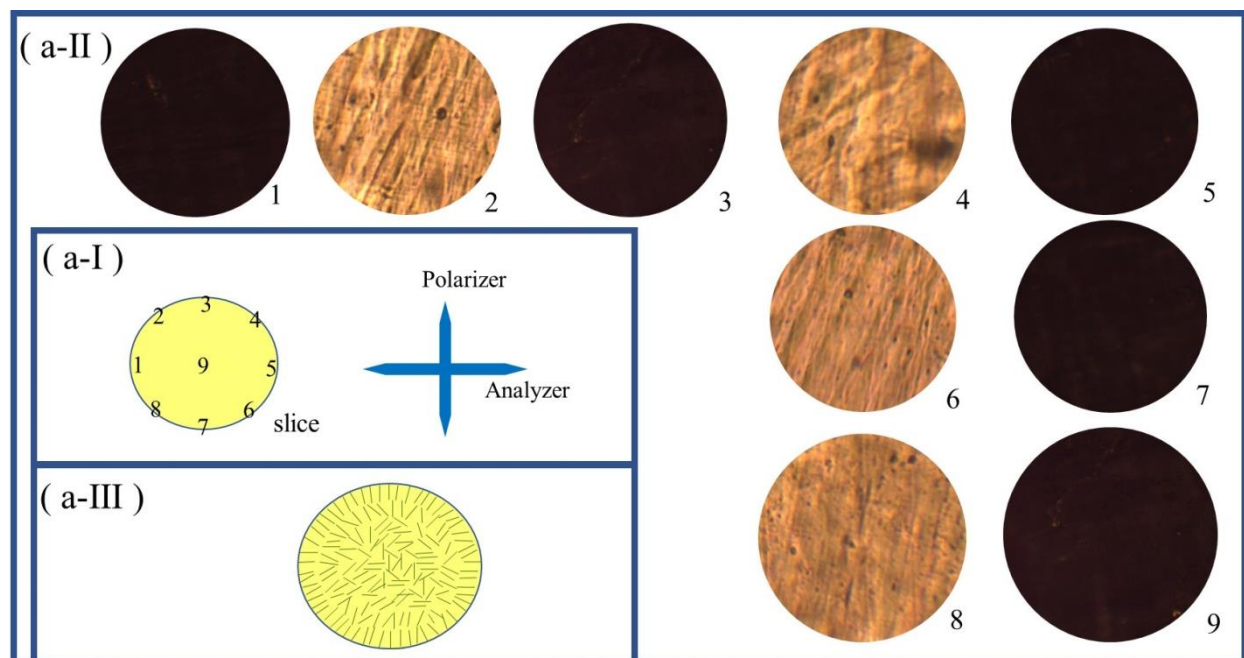 ( a-II )
1 2 3 4 5
( a-I )
Polarizer
3
2 4
1 9 5
Analyzer
8 6
7
slice
6 7
( a-III )
8 9